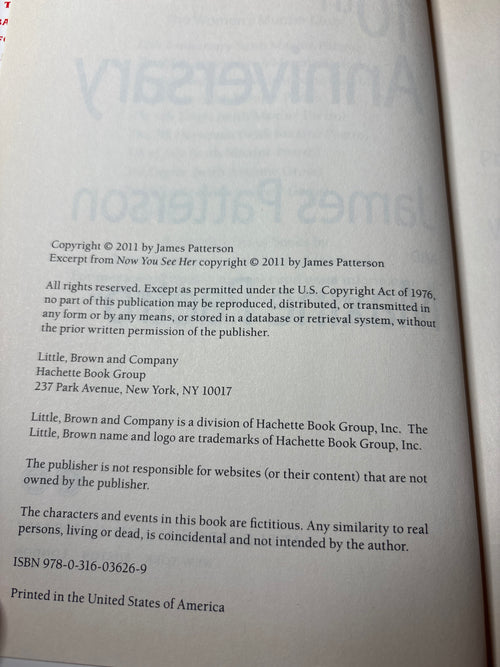 Copyright © 2011 by James Patterson
Excerpt from Now You See Her copyright © 2011 by James Patterson
All rights reserved. Except as permitted under the U.S. Copyright Act of 1976,
no part of this publication may be reproduced, distributed, or transmitted in
any form or by any means, or stored in a database or retrieval system, without
the prior written permission of the publisher.
Little, Brown and Company
Hachette Book Group
237 Park Avenue, New York, NY 10017
Little, Brown and Company is a division of Hachette Book Group, Inc. The
Little, Brown name and logo are trademarks of Hachette Book Group, Inc.
The publisher is not responsible for websites (or their content) that are not
owned by the publisher.
The characters and events in this book are fictitious. Any similarity to real
persons, living or dead, is coincidental and not intended by the author.
ISBN 978-0-316-03626-9
Printed in the United States of America
10th
Anniversary
James Patterson